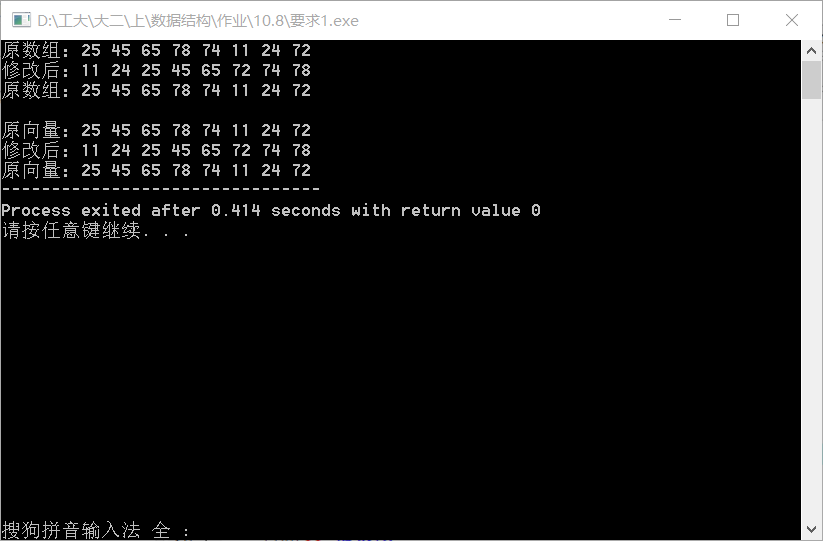 D:\工大\大二\上\数据结构\作业\10.8\要求1.exe
原数组: 25 45 65 78 74 11 24 72
修改后: 11 24 25 45 65 72 74 78
原数组: 25 45 65 78 74 11 24 72
原向量: 25 45 65 78 74 11 24 72
修改后: 11 24 25 45 65 72 74 78
原向量: 25 45 65 78 74 11 24 72
--------------------------------
Process exited after 0.414 seconds with return value 0
请按任意键继续. . .
搜狗拼音输入法 全 :